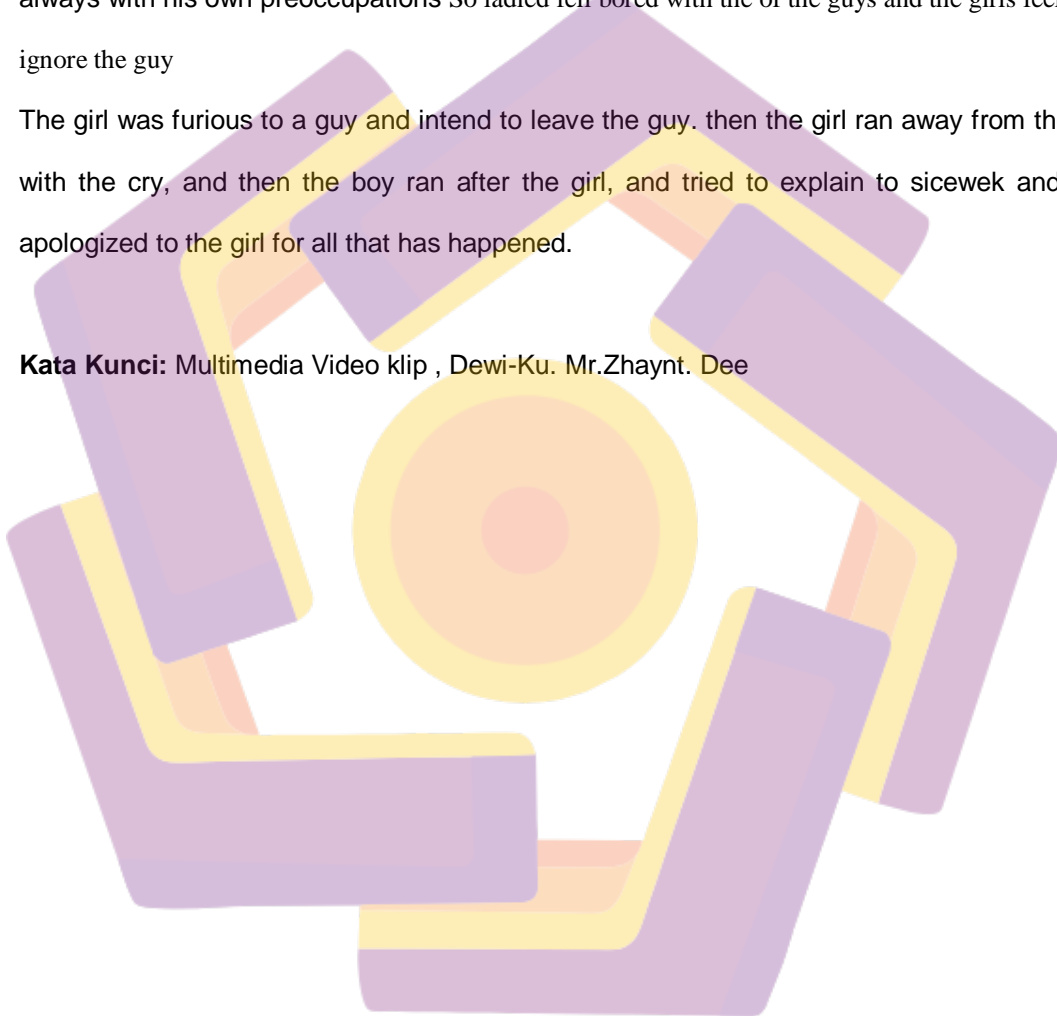 always with his own preoccupations So ladied fell bored with the of the guys and the girls
ignore the guy
The girl was furious to a guy and intend to leave the guy. then the girl ran away from
with the cry, and then the boy ran after the girl, and tried to explain to sicewek and
apologized to the girl for all that has happened.
Kata Kunci: Multimedia Video klip , Dewi-Ku. Mr.Zhaynt. Dee